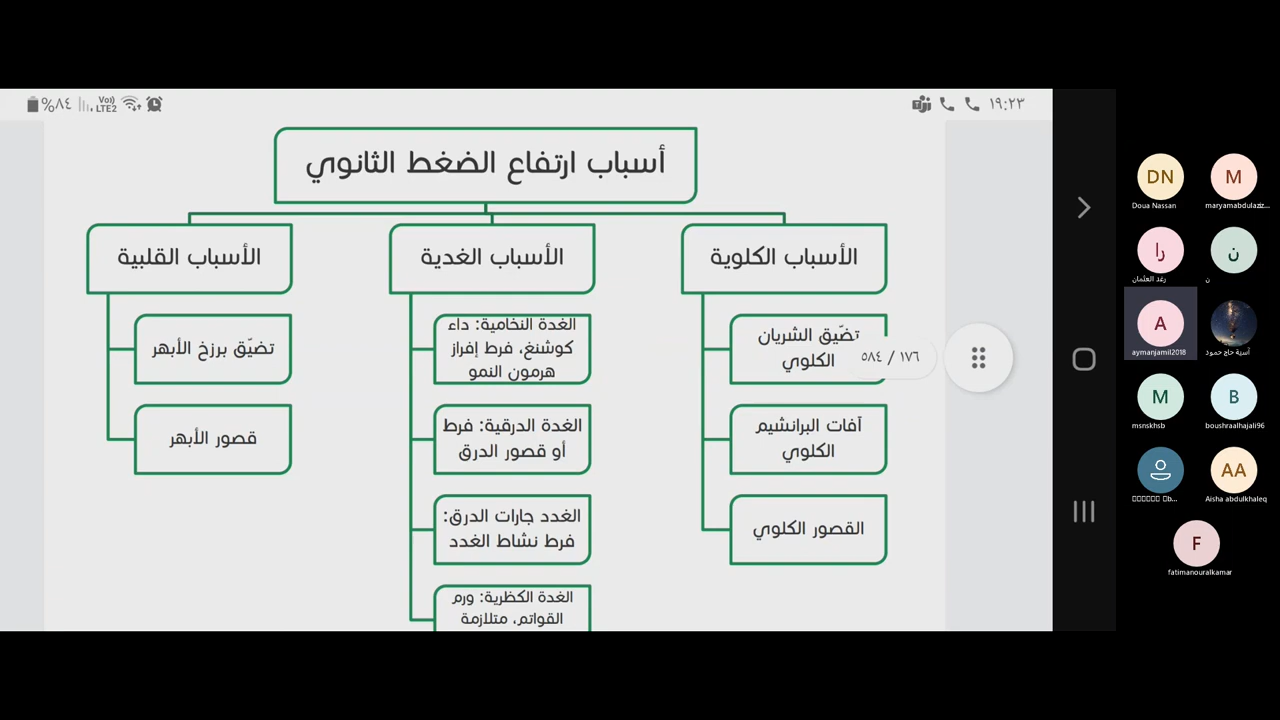 %٨٤
Vo))
LTE2
١٩:٢٣
أسباب ارتفاع الضغط الثانوي
الأسباب الكلوية
تضيّق الشريان
الكلوي
١٧٦ / ٥٨٤
آفات البرانشيم
الكلوي
القصور الكلوي
الأسباب الغدية
الغدة النخامية: داء
كوشنغ، فرط إفراز
هرمون النمو
الغدة الدرقية: فرط
أو قصور الدرق
الغدد جارات الدرق:
فرط نشاط الغدد
الغدة الكظرية: ورم
القواتم، متلازمة
الأسباب القلبية
تضيّق برزخ الأبهر
قصور الأبهر
DN
Doua Nassan
M
maryamabdulaziz...
را
رغد العثمان
ن
ن
A
aymanjamil2018
آسية حاج حمود
M
msnskhsb
B
boushraalhajali96
b...
AA
Aisha abdulkhaleq
F
fatimanouralkamar